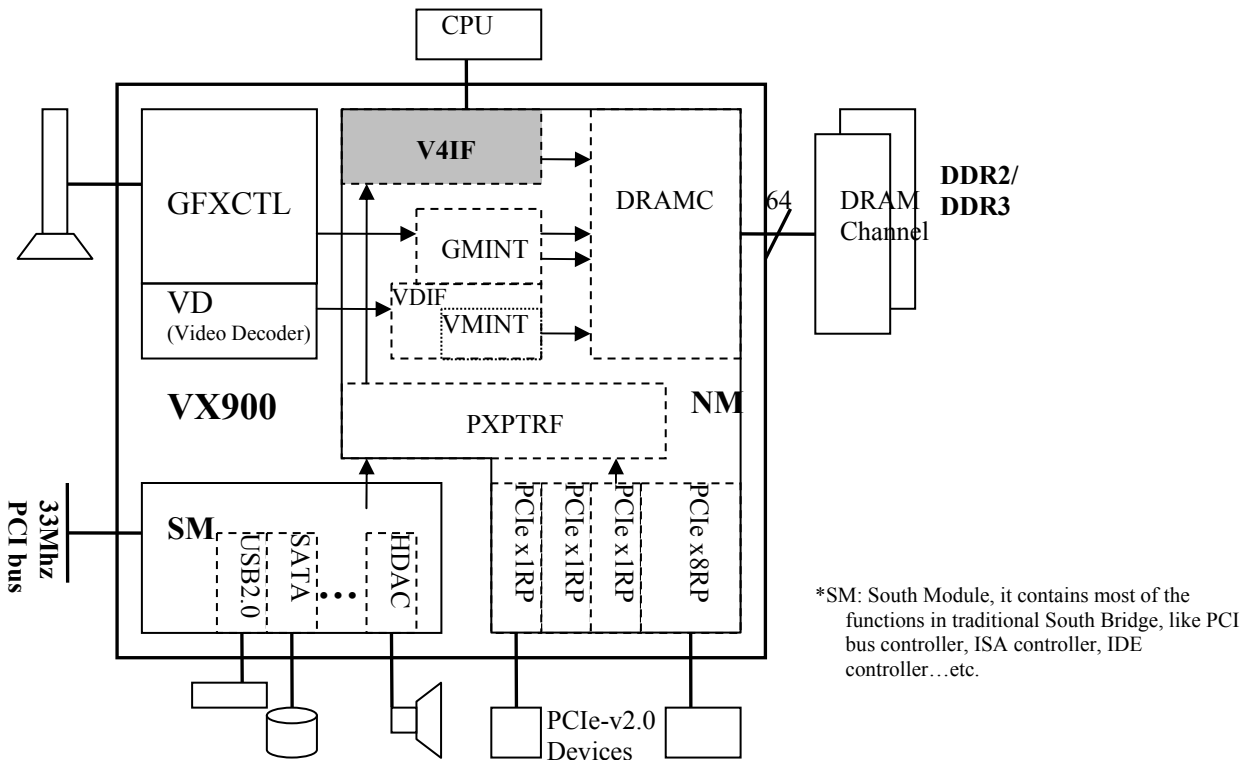 CPU
V4IF
GFXCTL
DRAMC
64
DRAM
Channel
DDR2/
DDR3
GMINT
VD
(Video Decoder)
VDIF
VMINT
VX900
NM
PXPTRF
33Mhz
PCI bus
SM
USB2.0
SATA
...
HDAC
PCIe x1RP
PCIe x1RP
PCIe x1RP
PCIe x8RP
PCIe-v2.0
Devices
*SM: South Module, it contains most of the
functions in traditional South Bridge, like PCI
bus controller, ISA controller, IDE
controller…etc.